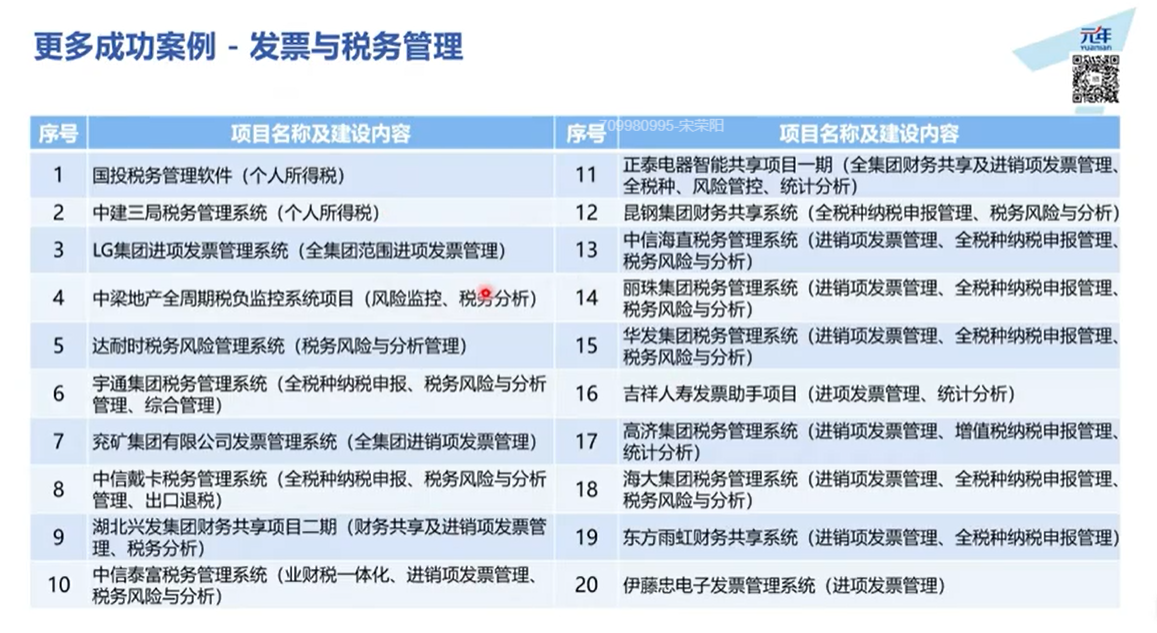 更多成功案例 - 发票与税务管理
元年
YUANIAN
709980995-宋荣阳
序号 项目名称及建设内容 序号 项目名称及建设内容
1 国投税务管理软件（个人所得税）
2 中建三局税务管理系统（个人所得税）
3 LG集团进项发票管理系统（全集团范围进项发票管理）
4 中梁地产全周期税负监控系统项目（风险监控、税务分析）
5 达耐时税务风险管理系统（税务风险与分析管理）
6 宇通集团税务管理系统（全税种纳税申报、税务风险与分析
管理、综合管理）
7 兖矿集团有限公司发票管理系统（全集团进销项发票管理）
8 中信戴卡税务管理系统（全税种纳税申报、税务风险与分析
管理、出口退税）
9 湖北兴发集团财务共享项目二期（财务共享及进销项发票管
理、税务分析）
10 中信泰富税务管理系统（业财税一体化、进销项发票管理、
税务风险与分析）
11 正泰电器智能共享项目一期（全集团财务共享及进销项发票管理、
全税种、风险管控、统计分析）
12 昆钢集团财务共享系统（全税种纳税申报管理、税务风险与分析）
13 中信海直税务管理系统（进销项发票管理、全税种纳税申报管理、
税务风险与分析）
14 丽珠集团税务管理系统（进销项发票管理、全税种纳税申报管理、
税务风险与分析）
15 华发集团税务管理系统（进销项发票管理、全税种纳税申报管理、
税务风险与分析）
16 吉祥人寿发票助手项目（进项发票管理、统计分析）
17 高济集团税务管理系统（进销项发票管理、增值税纳税申报管理、
统计分析）
18 海大集团税务管理系统（进销项发票管理、全税种纳税申报管理、
税务风险与分析）
19 东方雨虹财务共享系统（进销项发票管理、全税种纳税申报管理）
20 伊藤忠电子发票管理系统（进项发票管理）